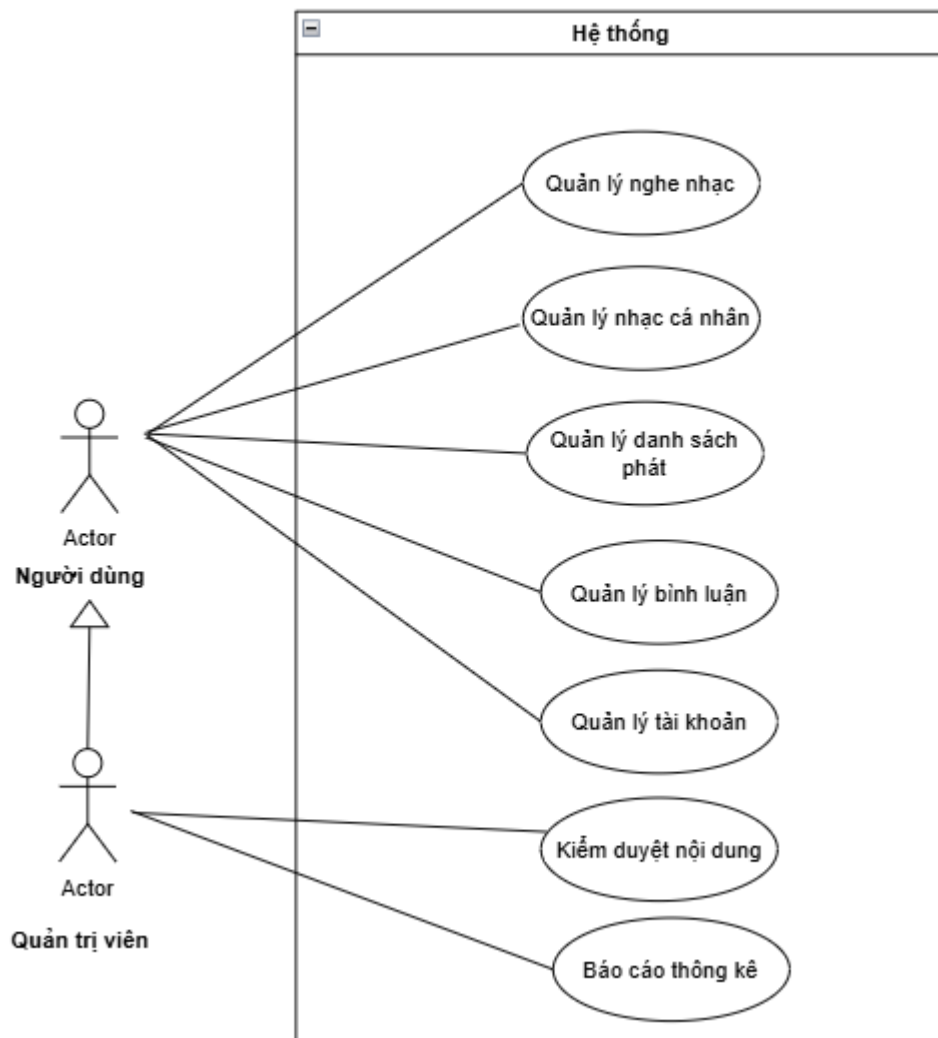 Hệ thống
Quản lý nghe nhạc
Quản lý nhạc cá nhân
Quản lý danh sách
phát
Actor
Người dùng
Quản lý bình luận
Quản lý tài khoản
Kiểm duyệt nội dung
Actor
Quản trị viên
Báo cáo thông kê